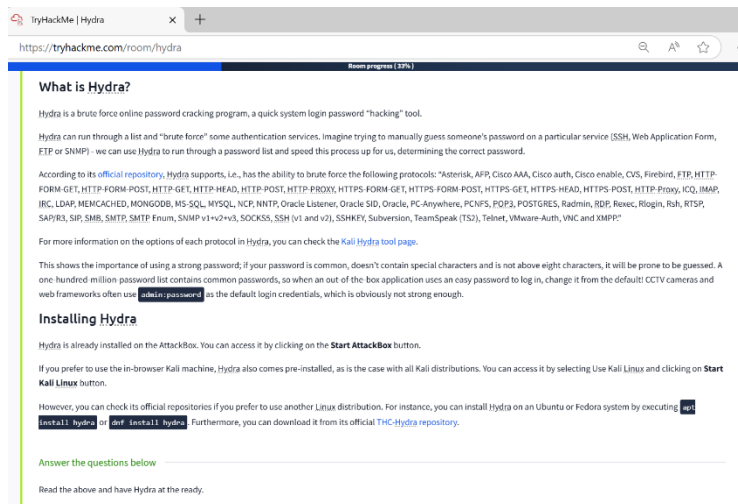 TryHackMe | Hydra
https://tryhackme.com/room/hydra
Room progress ( 33% )
What is Hydra?
Hydra is a brute force online password cracking program, a quick system login password “hacking” tool.
Hydra can run through a list and “brute force” some authentication services. Imagine trying to manually guess someone’s password on a particular service (SSH, Web Application Form,
FTP or SNMP) - we can use Hydra to run through a password list and speed this process up for us, determining the correct password.
According to its official repository, Hydra supports, i.e., has the ability to brute force the following protocols: “Asterisk, AFP, Cisco AAA, Cisco auth, Cisco enable, CVS, Firebird, FTP, HTTP-
FORM-GET, HTTP-FORM-POST, HTTP-GET, HTTP-HEAD, HTTP-POST, HTTP-PROXY, HTTPS-FORM-GET, HTTPS-FORM-POST, HTTPS-GET, HTTPS-HEAD, HTTPS-POST, HTTP-Proxy, ICQ, IMAP,
IRC, LDAP, MEMCACHED, MONGODB, MS-SQL, MYSQL, NCP, NNTP, Oracle Listener, Oracle SID, Oracle, PC-Anywhere, PCNFS, POP3, POSTGRES, Radmin, RDP, Rexec, Rlogin, Rsh, RTSP,
SAP/R3, SIP, SMB, SMTP, SMTP Enum, SNMP v1+v2+v3, SOCKS5, SSH (v1 and v2), SSHKEY, Subversion, TeamSpeak (TS2), Telnet, VMware-Auth, VNC and XMPP.”
For more information on the options of each protocol in Hydra, you can check the Kali Hydra tool page.
This shows the importance of using a strong password; if your password is common, doesn’t contain special characters and is not above eight characters, it will be prone to be guessed. A
one-hundred-million-password list contains common passwords, so when an out-of-the-box application uses an easy password to log in, change it from the default! CCTV cameras and
web frameworks often use admin:password as the default login credentials, which is obviously not strong enough.
Installing Hydra
Hydra is already installed on the AttackBox. You can access it by clicking on the Start AttackBox button.
If you prefer to use the in-browser Kali machine, Hydra also comes pre-installed, as is the case with all Kali distributions. You can access it by selecting Use Kali Linux and clicking on Start
Kali Linux button.
However, you can check its official repositories if you prefer to use another Linux distribution. For instance, you can install Hydra on an Ubuntu or Fedora system by executing apt
install hydra or dnf install hydra. Furthermore, you can download it from its official THC-Hydra repository.
Answer the questions below
Read the above and have Hydra at the ready.